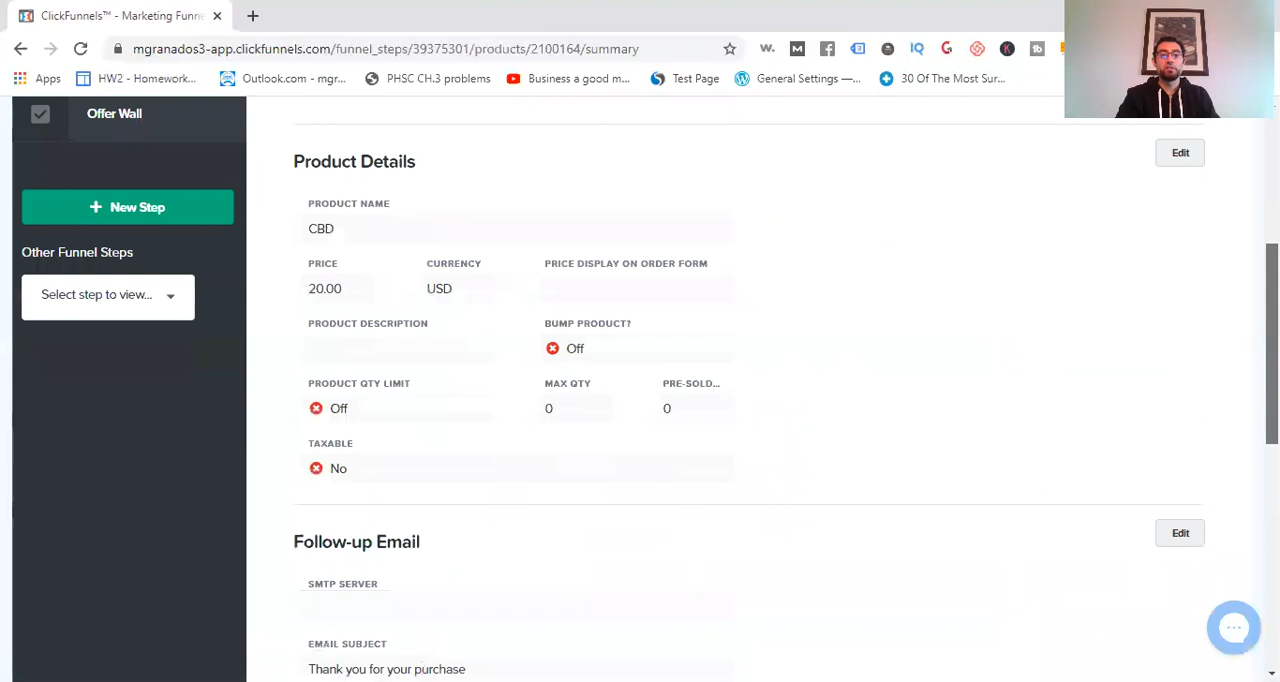 ClickFunnels™ - Marketing Funne
mgranados3-app.clickfunnels.com/funnel_steps/39375301/products/2100164/summary
Apps
HW2 - Homework...
Outlook.com - mgr...
PHSC CH.3 problems
Business a good m...
Test Page
General Settings —...
30 Of The Most Sur...
Offer Wall
New Step
Other Funnel Steps
Select step to view...
Product Details
Edit
PRODUCT NAME
CBD
PRICE CURRENCY PRICE DISPLAY ON ORDER FORM
20.00 USD
PRODUCT DESCRIPTION BUMP PRODUCT?
Off
PRODUCT QTY LIMIT MAX QTY PRE-SOLD...
Off 0 0
TAXABLE
No
Follow-up Email
Edit
SMTP SERVER
EMAIL SUBJECT
Thank you for your purchase